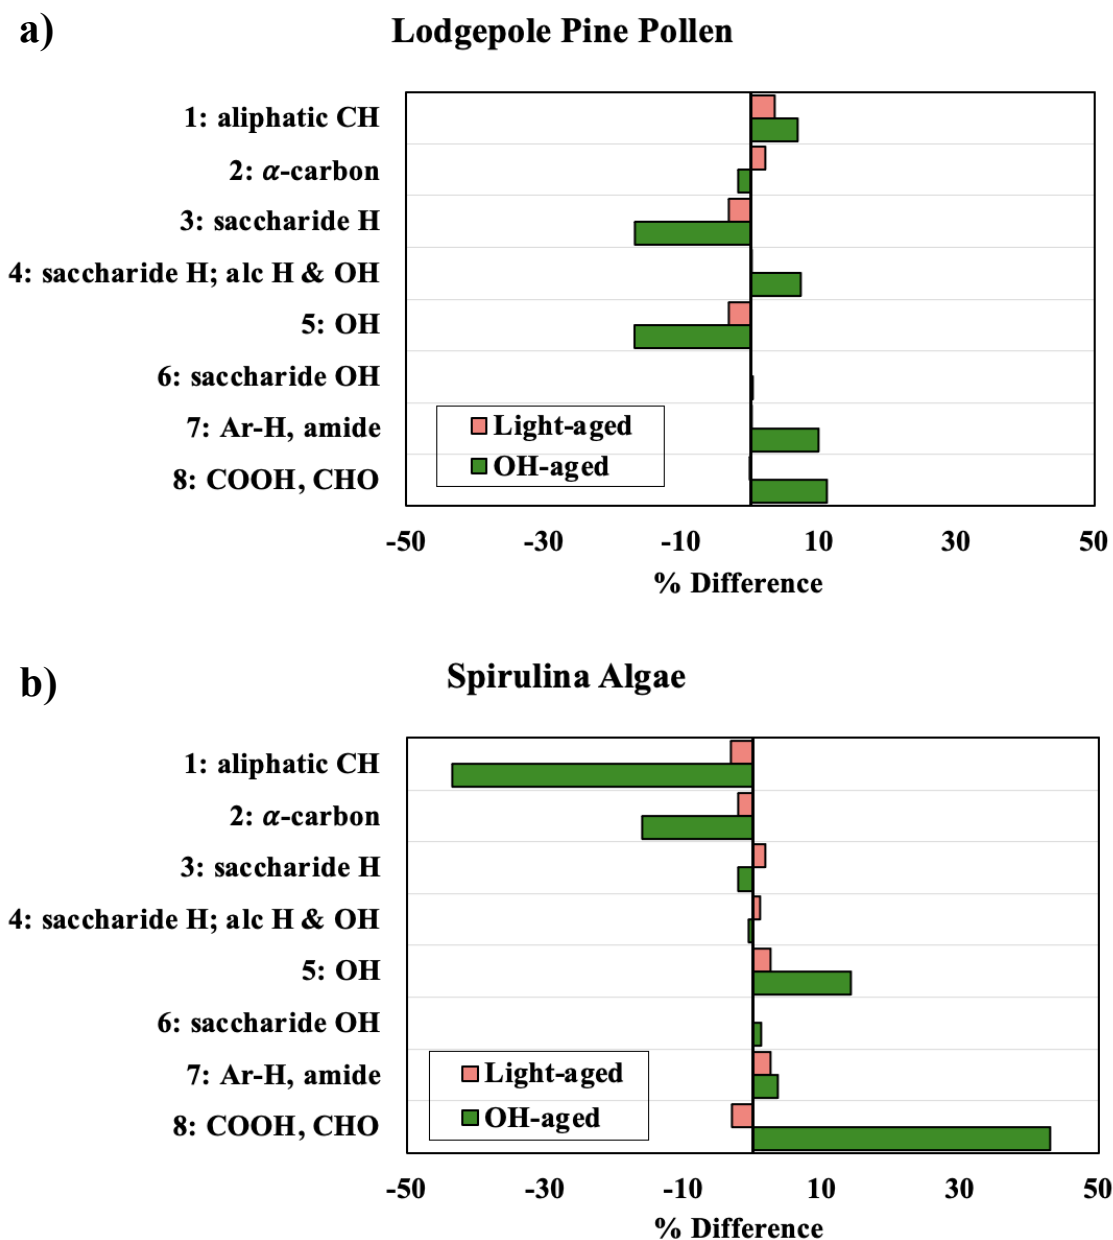 a)
Lodgepole Pine Pollen
1: aliphatic CH
2: α-carbon
3: saccharide H
4: saccharide H; alc H & OH
5: OH
6: saccharide OH
7: Ar-H, amide
8: COOH, CHO
Light-aged
OH-aged
-50 -30 -10 10 30 50
% Difference
b)
Spirulina Algae
1: aliphatic CH
2: α-carbon
3: saccharide H
4: saccharide H; alc H & OH
5: OH
6: saccharide OH
7: Ar-H, amide
8: COOH, CHO
Light-aged
OH-aged
-50 -30 -10 10 30 50
% Difference